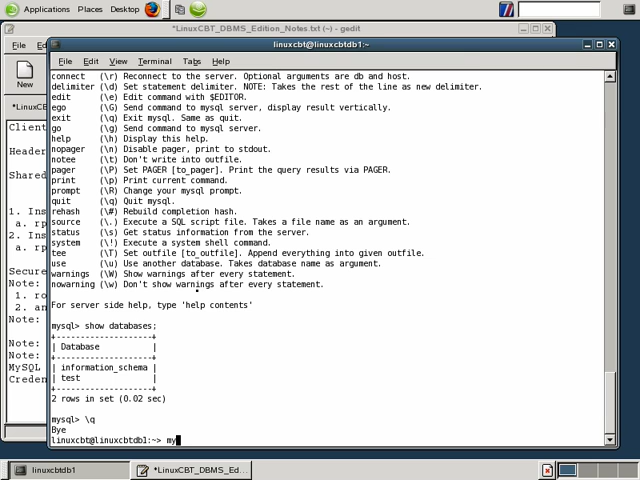 Applications Places Desktop
*LinuxCBT_DBMS_Edition_Notes.txt (~) - gedit
linuxcbt@linuxcbtdb1:~
File Ed
File Edit View Terminal Tabs Help
New
*LinuxC
Client
Header
Shared
1. Ins
a. rp
2. Ins
a. rp
Secure
Note:
1. ro
2. an
Note:
Note:
Note:
MySQL
Creden
connect (\r) Reconnect to the server. Optional arguments are db and host.
delimiter (\d) Set statement delimiter. NOTE: Takes the rest of the line as new delimiter.
edit (\e) Edit command with $EDITOR.
ego (\G) Send command to mysql server, display result vertically.
exit (\q) Exit mysql. Same as quit.
go (\g) Send command to mysql server.
help (\h) Display this help.
nopager (\n) Disable pager, print to stdout.
notee (\t) Don't write into outfile.
pager (\P) Set PAGER [to_pager]. Print the query results via PAGER.
print (\p) Print current command.
prompt (\R) Change your mysql prompt.
quit (\q) Quit mysql.
rehash (\#) Rebuild completion hash.
source (\.) Execute a SQL script file. Takes a file name as an argument.
status (\s) Get status information from the server.
system (\!) Execute a system shell command.
tee (\T) Set outfile [to_outfile]. Append everything into given outfile.
use (\u) Use another database. Takes database name as argument.
warnings (\W) Show warnings after every statement.
nowarning (\w) Don't show warnings after every statement.
For server side help, type 'help contents'
mysql> show databases;
+--------------------+
| Database |
+--------------------+
| information_schema |
| test |
+--------------------+
2 rows in set (0.02 sec)
mysql> \q
Bye
linuxcbt@linuxcbtdb1:~> my
linuxcbtdb1
*LinuxCBT_DBMS_Ed...